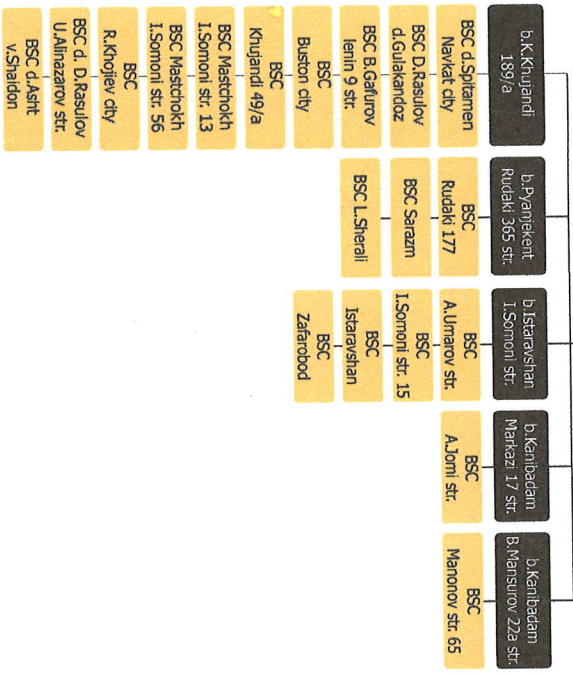 b.K.Khujandi
189/a
BSC d.Spitamen
Navkat city
BSC D.Rasulov
d.Gulakandoz
BSC B.Gafurov
lenin 9 str.
BSC
Buston city
BSC
Khujandi 49/a
BSC Mastchokh
I.Somoni str. 13
BSC Mastchokh
I.Somoni str. 56
BSC
R.Khojiev city
BSC d. D.Rasulov
U.Alinazarov str.
BSC d.Asht
v.Shaidon
b.Pyanjekent
Rudaki 365 str.
BSC
Rudaki 177
BSC Sarazm
BSC L.Sherali
b.Istaravshan
I.Somoni str.
BSC
A.Umarov str.
BSC
I.Somoni str. 15
BSC
Istaravshan
BSC
Zafarobod
b.Kanibadam
Markazi 17 str.
BSC
A.Jomi str.
b.Kanibadam
B.Mansurov 22a str.
BSC
Manonov str. 65